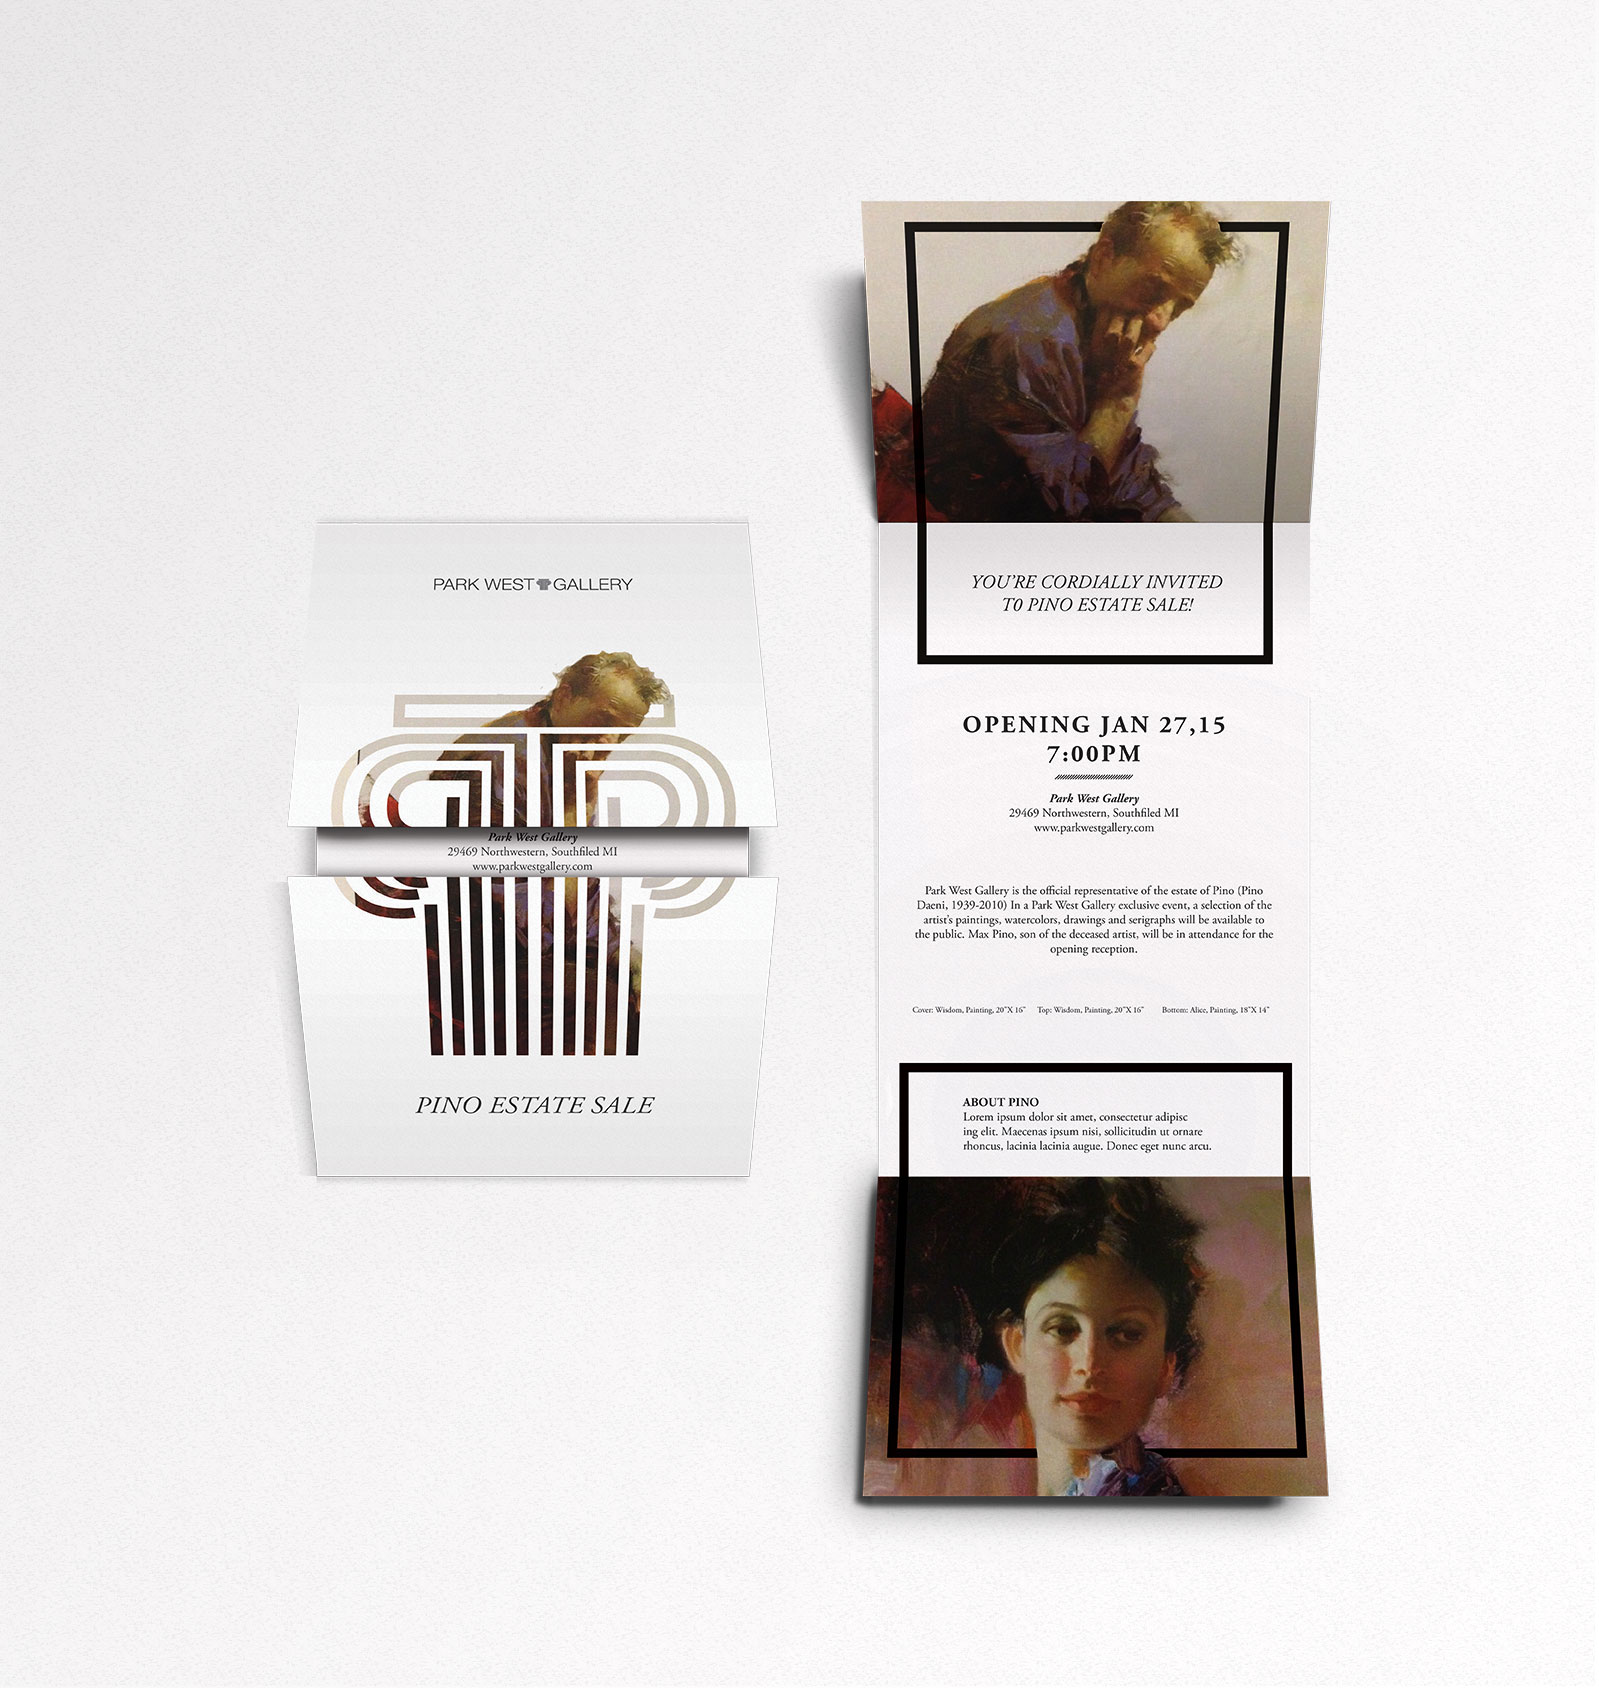 PARK WEST GALLERY
Park West Gallery
29469 Northwestern, Southfiled MI
www.parkwestgallery.com
PINO ESTATE SALE
YOU'RE CORDIALLY INVITED
T0 PINO ESTATE SALE!
OPENING JAN 27,15
7:00PM
Park West Gallery
29469 Northwestern, Southfiled MI
www.parkwestgallery.com
Park West Gallery is the official representative of the estate of Pino (Pino
Daeni, 1939-2010) In a Park West Gallery exclusive event, a selection of the
artist's paintings, watercolors, drawings and serigraphs will be available to
the public. Max Pino, son of the deceased artist, will be in attendance for the
opening reception.
Cover: Wisdom, Painting, 20"X 16" Top: Wisdom, Painting, 20"X 16" Bottom: Alice, Painting, 18"X 14"
ABOUT PINO
Lorem ipsum dolor sit amet, consectetur adipisc
ing elit. Maecenas ipsum nisi, sollicitudin ut ornare
rhoncus, lacinia lacinia augue. Donec eget nunc arcu.